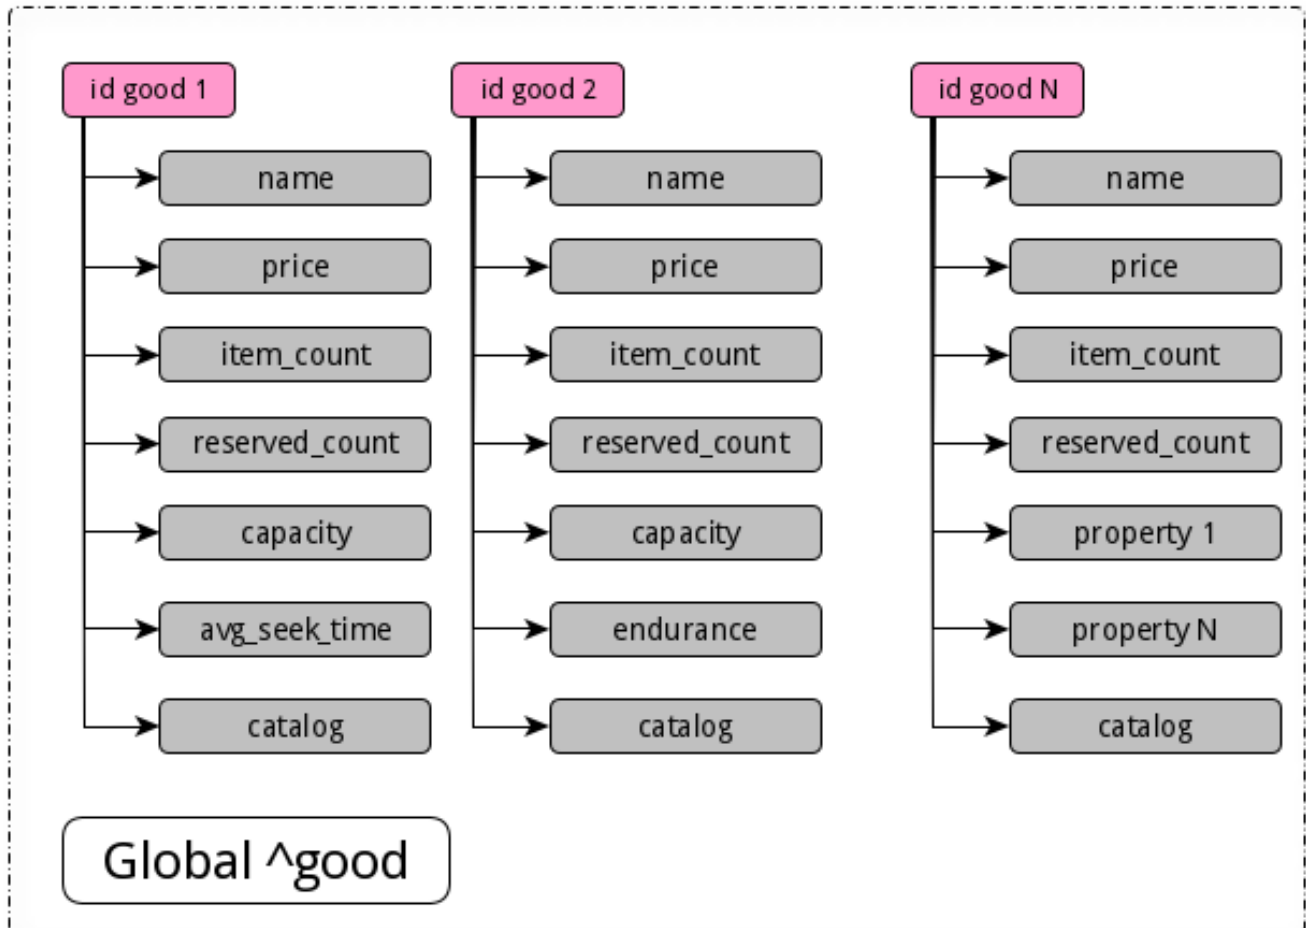 id good 1
name
price
item_count
reserved_count
capacity
avg_seek_time
catalog
id good 2
name
price
item_count
reserved_count
capacity
endurance
catalog
id good N
name
price
item_count
reserved_count
property 1
property N
catalog
Global ^good